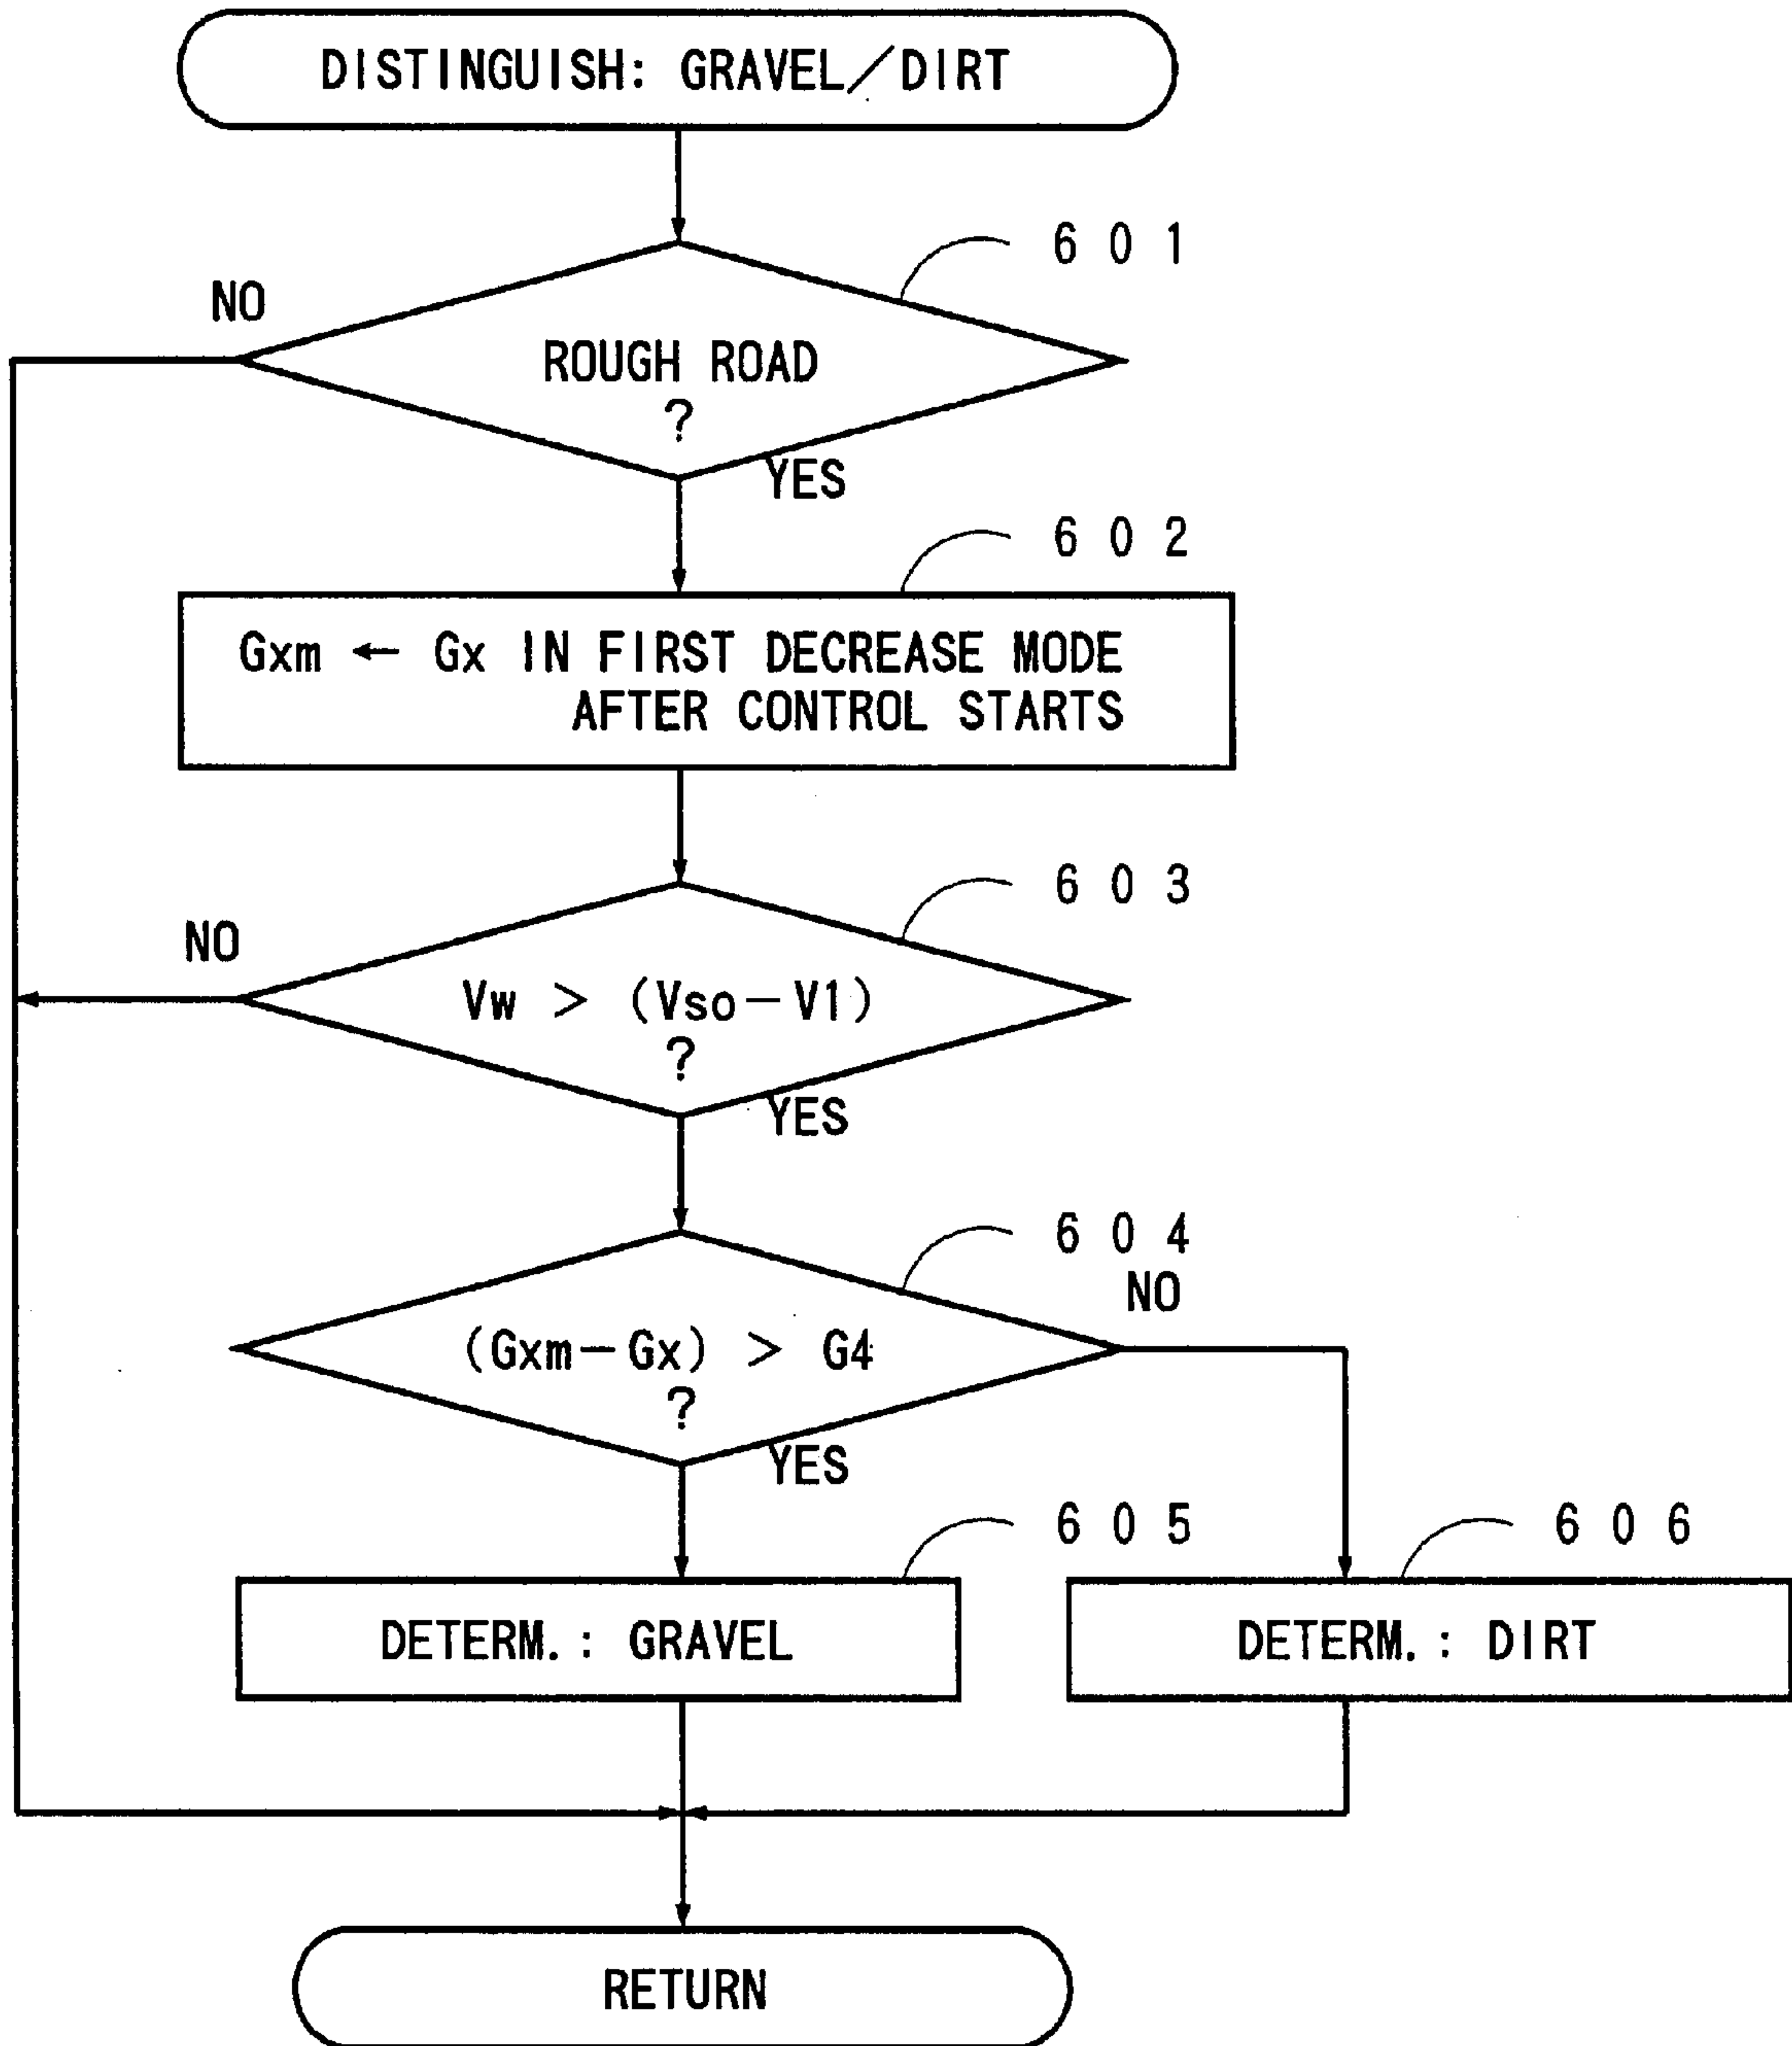 DISTINGUISH: GRAVEL/DIRT
601
NO
ROUGH ROAD
?
YES
602
Gxm ← Gx IN FIRST DECREASE MODE
AFTER CONTROL STARTS
603
NO
Vw > (Vso-V1)
?
YES
604
NO
(Gxm-Gx) > G4
?
YES
605
606
DETERM.: GRAVEL
DETERM.: DIRT
RETURN